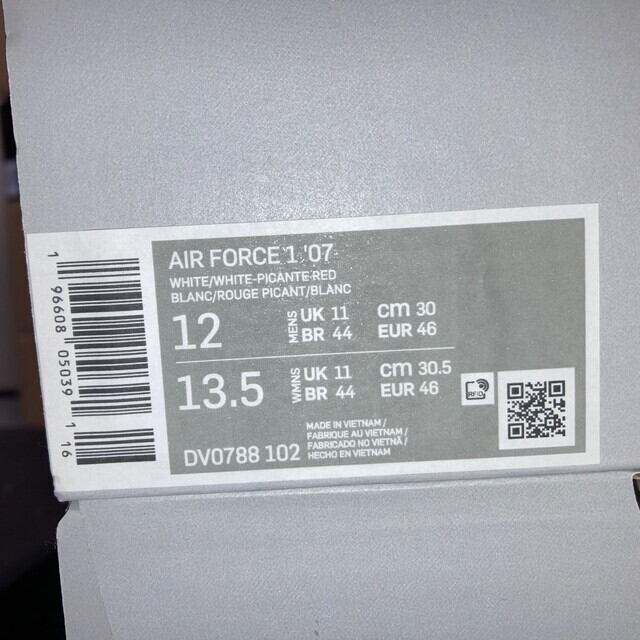 AIR FORCE 1 '07
WHITE/WHITE-PICANTE RED
BLANC/ROUGE PICANT/BLANC
12 MENS UK 11 cm 30
BR 44 EUR 46
13.5 WMNS UK 11 cm 30.5
BR 44 EUR 46
RFID
DV0788 102
MADE IN VIETNAM /
FABRIQUE AU VIETNAM /
FABRICADO NO VIETNÃ /
HECHO EN VIETNAM
1 96608 05039 116